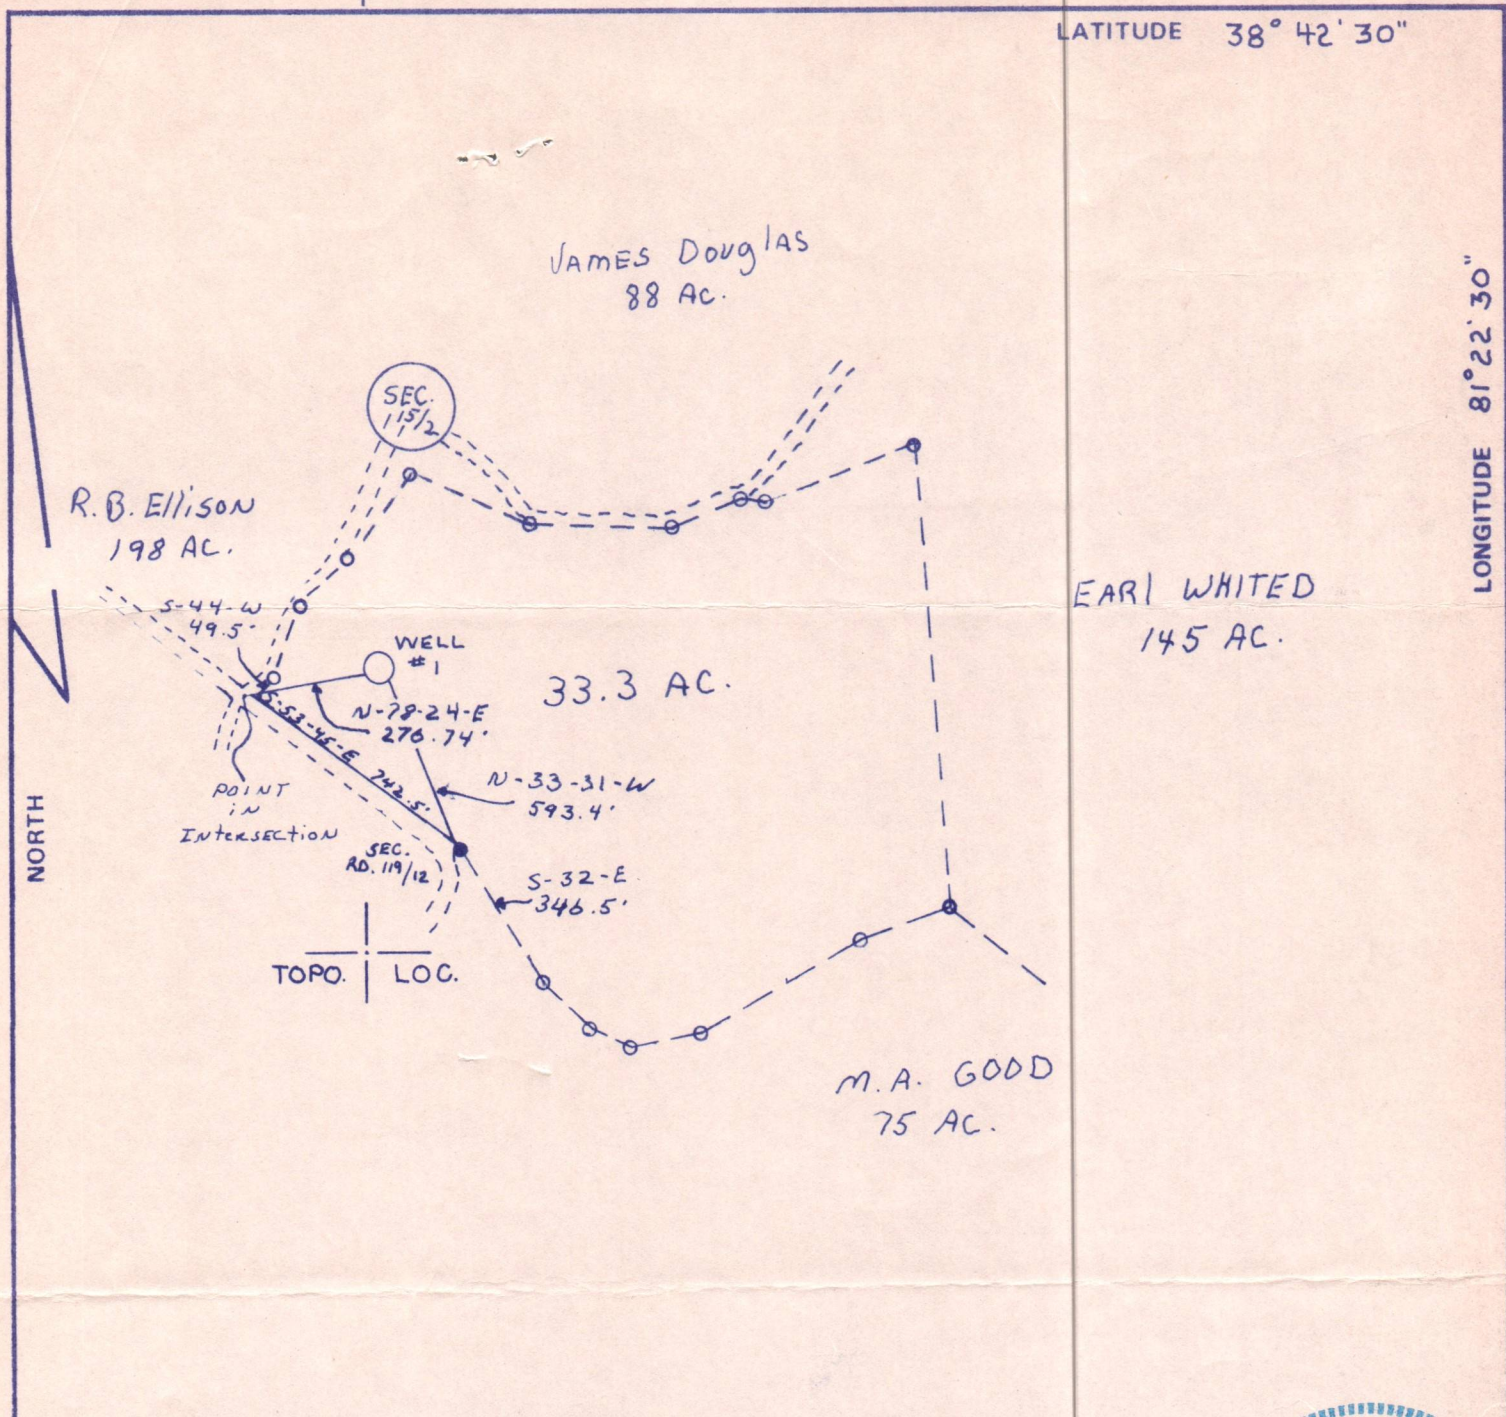 LATITUDE 38° 42' 30"
LONGITUDE 81° 22' 30"
JAMES DOUglAS
88 AC.
SEC.
15/2
R.B. EllISON
198 AC.
S-44-W
49.5'
WELL
#1
33.3 AC.
EARl WHITED
145 AC.
N-78-24-E
276.74'
S-53-45-E 742.5'
N-33-31-W
593.4'
POINT
iN
INtERSECtiON
SEC.
RD. 119/12
S-32-E
346.5'
NORTH
TOPO. LOC.
M.A. GOOD
75 AC.